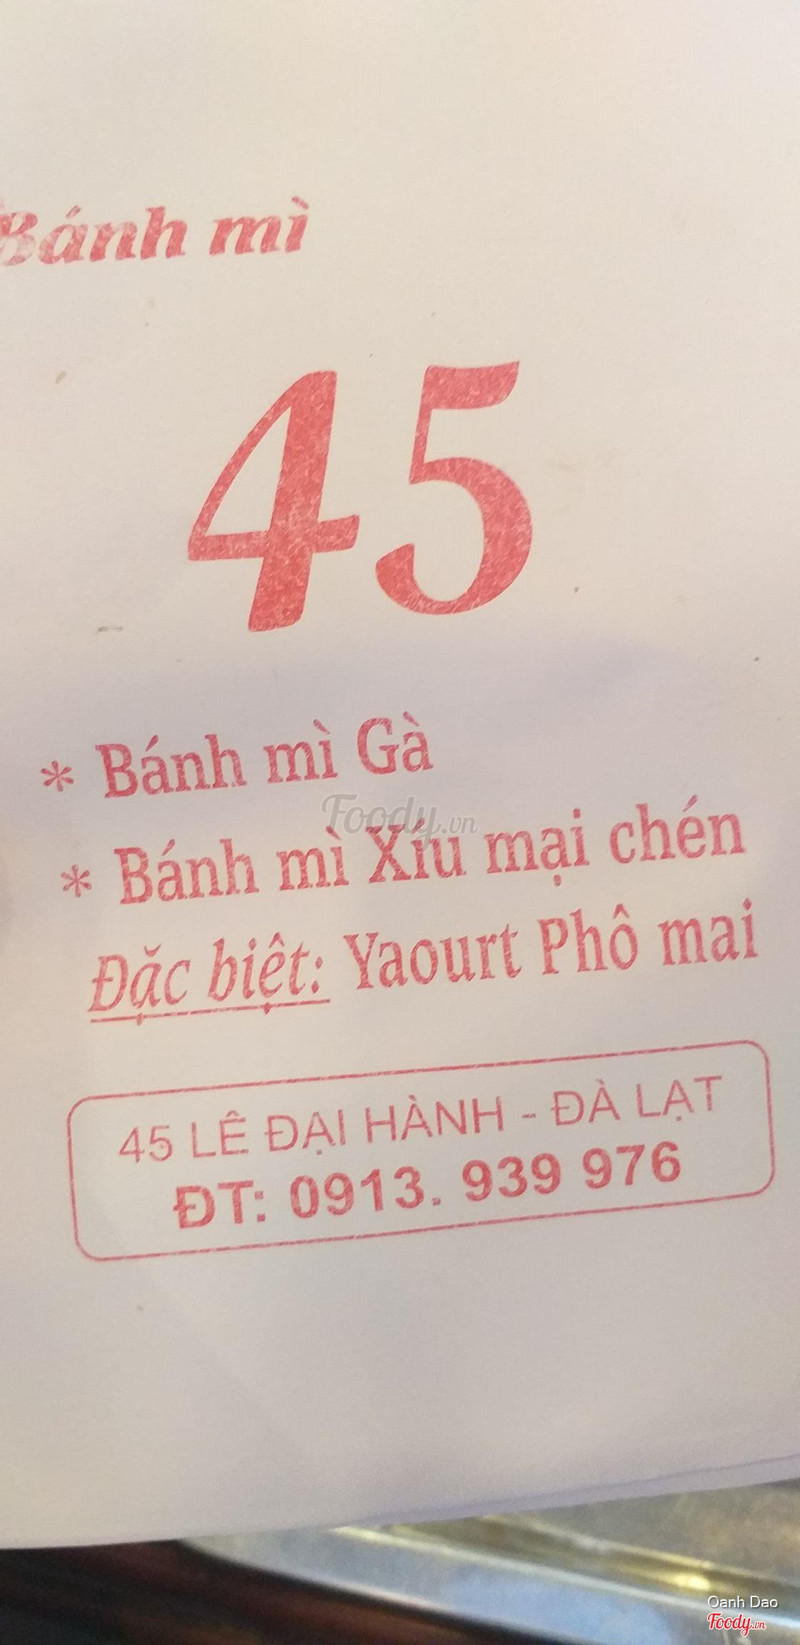 Bánh mì
45
* Bánh mì Gà
* Bánh mì Xíu mại chén
Đặc biệt: Yaourt Phô mai
45 LÊ ĐẠI HÀNH - ĐÀ LẠT
ĐT: 0913. 939 976
Foody.vn
Oanh Dao
Foody.vn